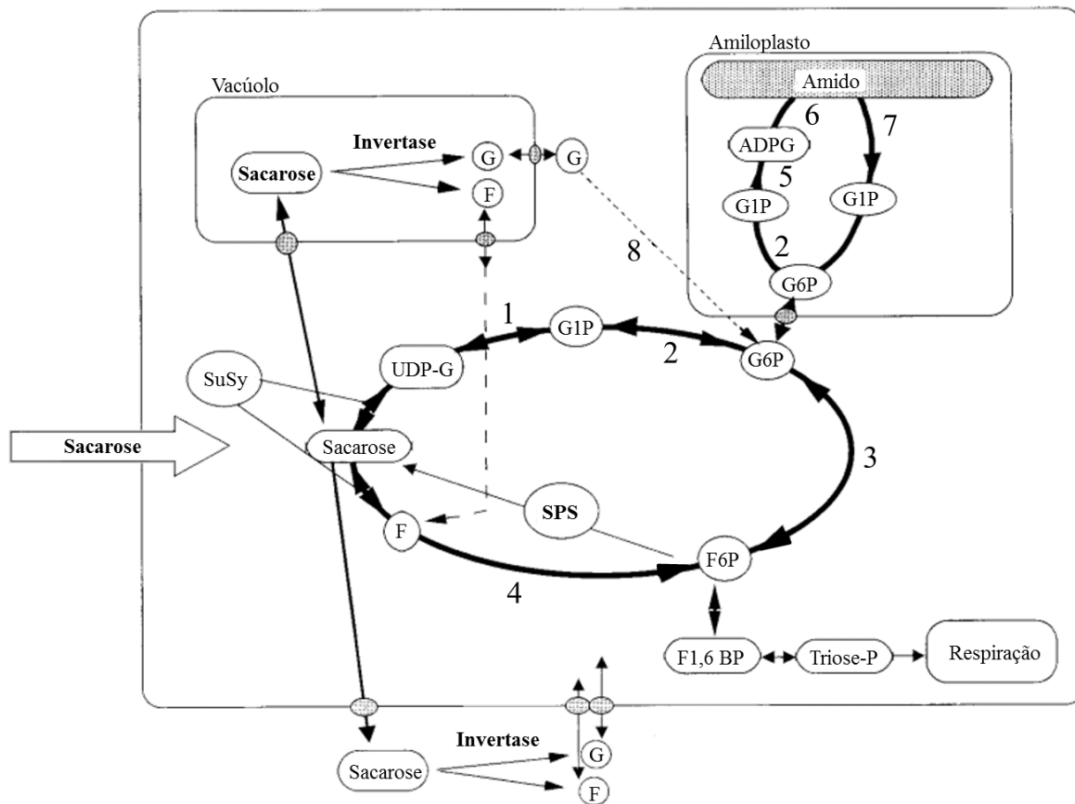 Amiloplasto
Amido
Vacúolo
6
7
Invertase
G
G
ADPG
Sacarose
5
F
G1P
G1P
2
8
G6P
1
G1P
2
UDP-G
G6P
SuSy
Sacarose
Sacarose
3
SPS
F
F6P
4
F1,6 BP
Triose-P
Respiração
Invertase
G
Sacarose
F